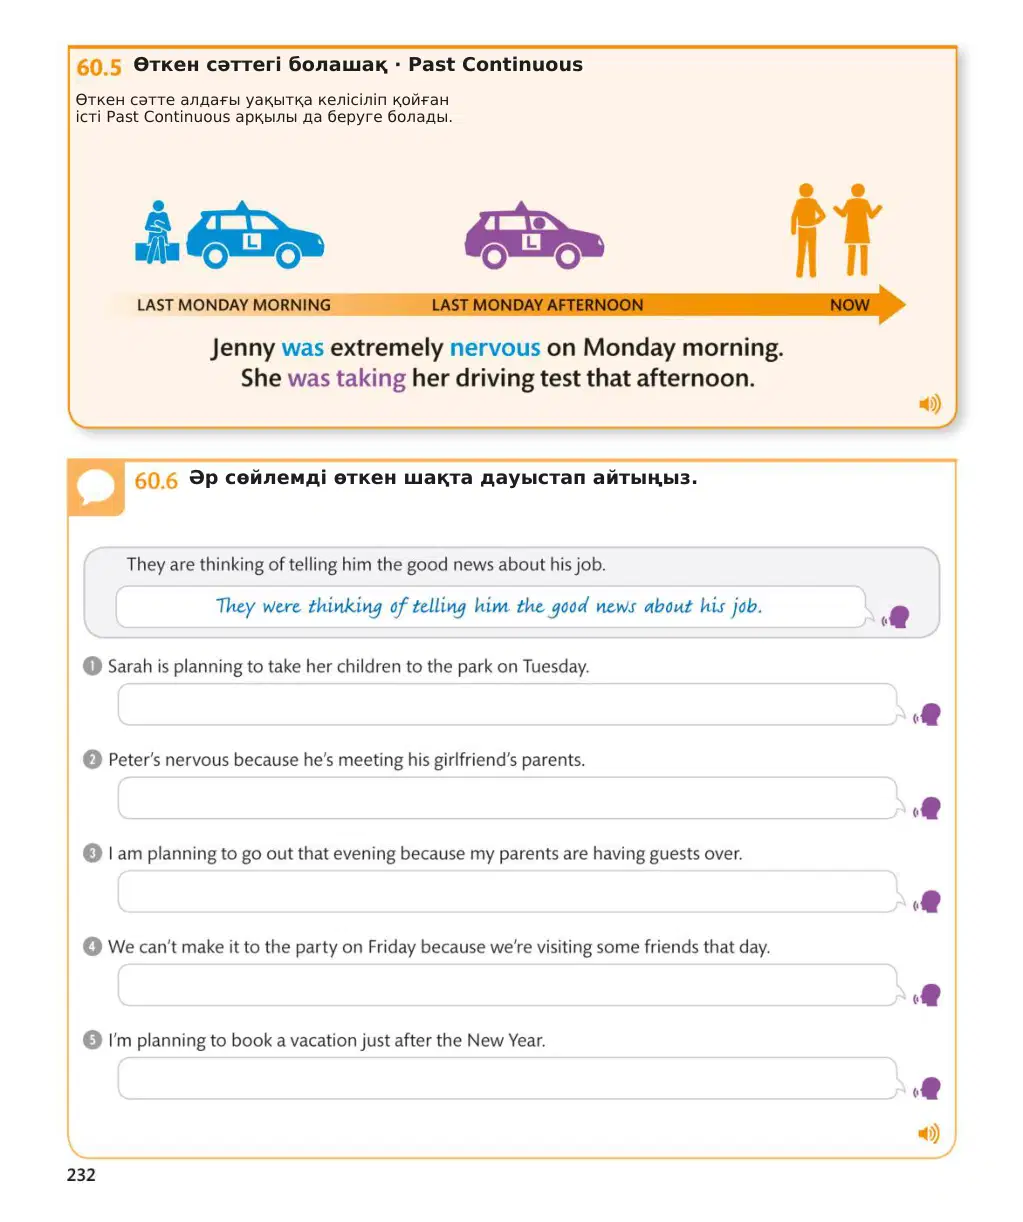 60.5 Өткен сәттегі болашақ · Past Continuous
Өткен сәтте алдағы уақытқа келісіліп қойған
істі Past Continuous арқылы да беруге болады.
L
L
LAST MONDAY MORNING LAST MONDAY AFTERNOON NOW
Jenny was extremely nervous on Monday morning.
She was taking her driving test that afternoon.
60.6 Әр сөйлемді өткен шақта дауыстап айтыңыз.
They are thinking of telling him the good news about his job.
They were thinking of telling him the good news about his job.
1 Sarah is planning to take her children to the park on Tuesday.
2 Peter’s nervous because he’s meeting his girlfriend’s parents.
3 I am planning to go out that evening because my parents are having guests over.
4 We can’t make it to the party on Friday because we’re visiting some friends that day.
5 I’m planning to book a vacation just after the New Year.
232